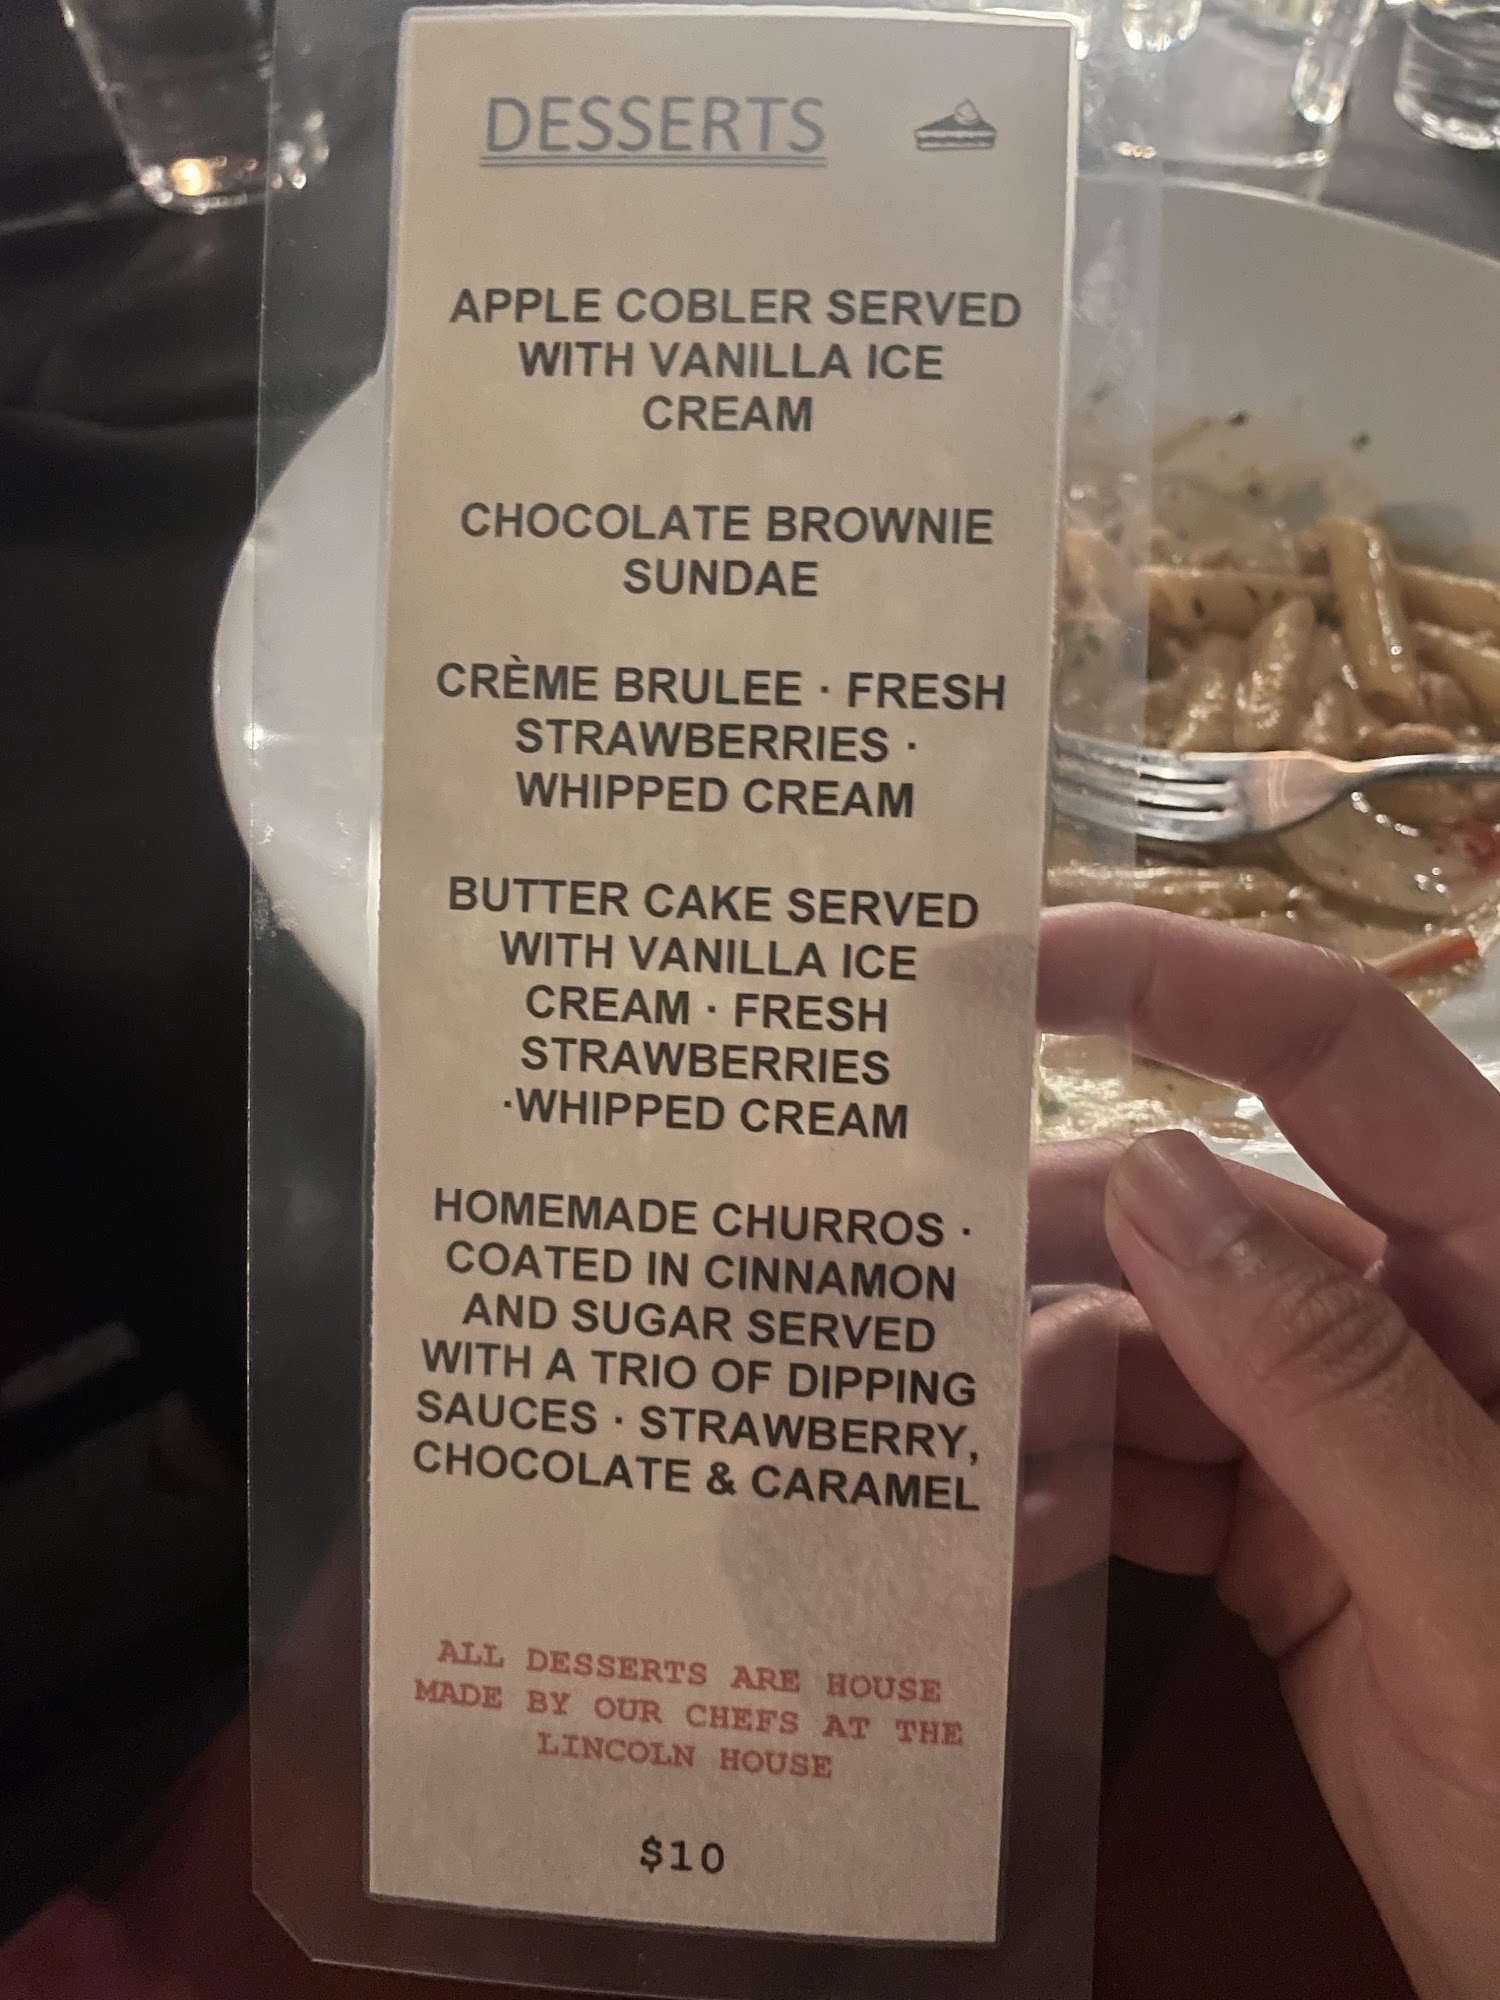 DESSERTS
APPLE COBLER SERVED
WITH VANILLA ICE
CREAM
CHOCOLATE BROWNIE
SUNDAE
CRÈME BRULEE · FRESH
STRAWBERRIES ·
WHIPPED CREAM
BUTTER CAKE SERVED
WITH VANILLA ICE
CREAM · FRESH
STRAWBERRIES
·WHIPPED CREAM
HOMEMADE CHURROS ·
COATED IN CINNAMON
AND SUGAR SERVED
WITH A TRIO OF DIPPING
SAUCES · STRAWBERRY,
CHOCOLATE & CARAMEL
ALL DESSERTS ARE HOUSE
MADE BY OUR CHEFS AT THE
LINCOLN HOUSE
$10